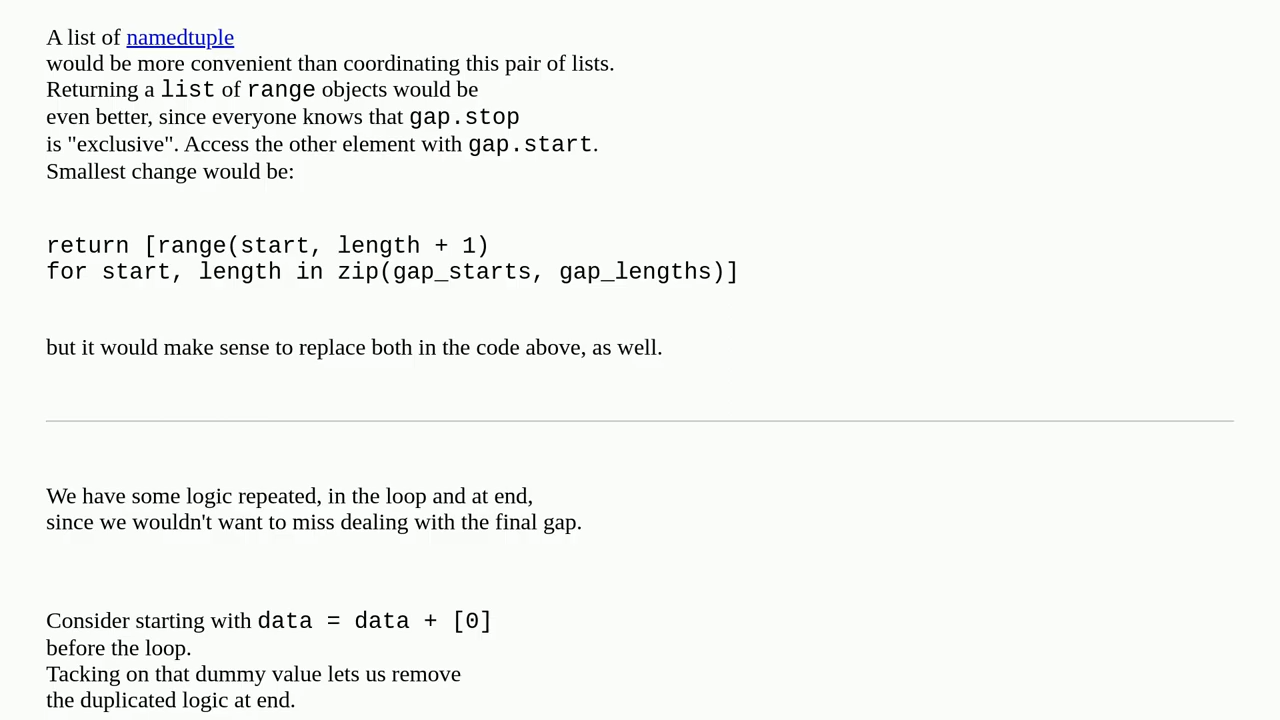 A list of namedtuple
would be more convenient than coordinating this pair of lists.
Returning a list of range objects would be
even better, since everyone knows that gap.stop
is "exclusive". Access the other element with gap.start.
Smallest change would be:
return [range(start, length + 1)
for start, length in zip(gap_starts, gap_lengths)]
but it would make sense to replace both in the code above, as well.
We have some logic repeated, in the loop and at end,
since we wouldn't want to miss dealing with the final gap.
Consider starting with data = data + [0]
before the loop.
Tacking on that dummy value lets us remove
the duplicated logic at end.